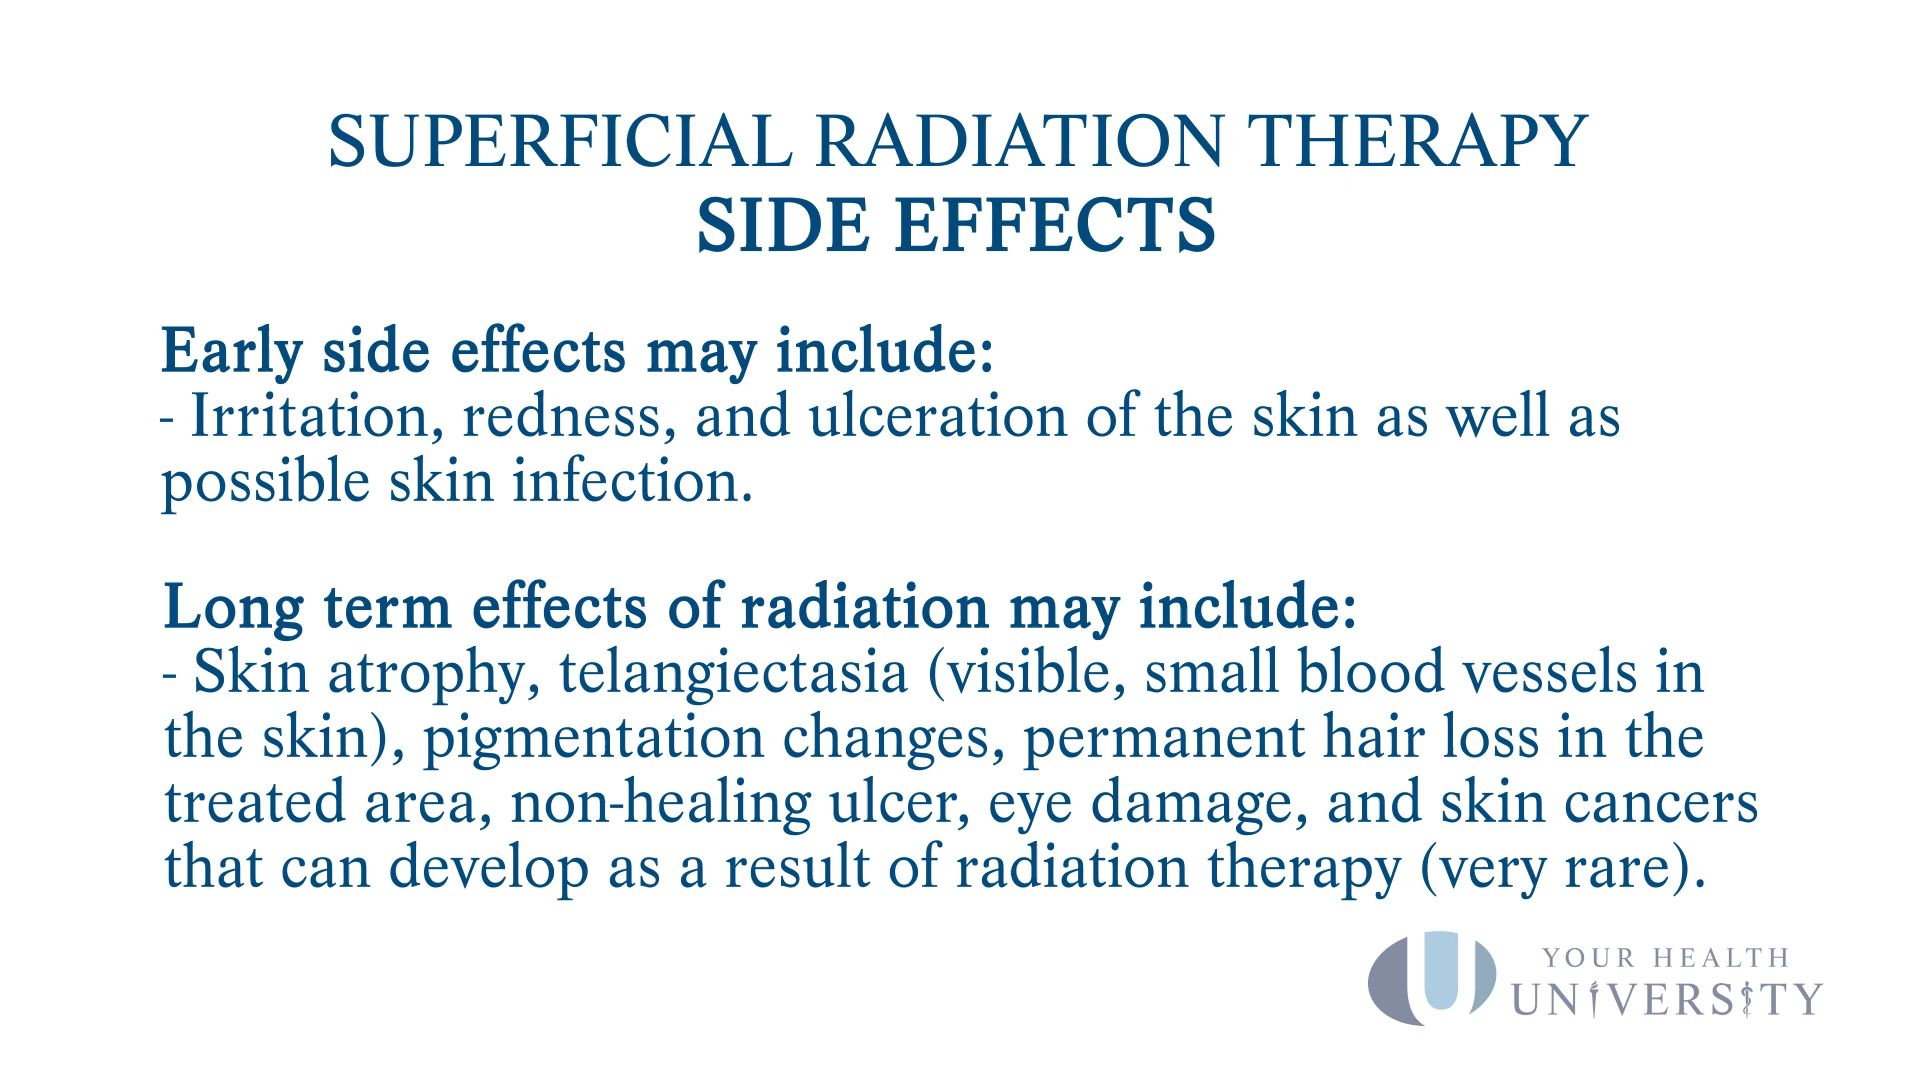 SUPERFICIAL RADIATION THERAPY
SIDE EFFECTS
Early side effects may include:
- Irritation, redness, and ulceration of the skin as well as
possible skin infection.
Long term effects of radiation may include:
- Skin atrophy, telangiectasia (visible, small blood vessels in
the skin), pigmentation changes, permanent hair loss in the
treated area, non-healing ulcer, eye damage, and skin cancers
that can develop as a result of radiation therapy (very rare).
YOUR HEALTH
UNIVERSITY